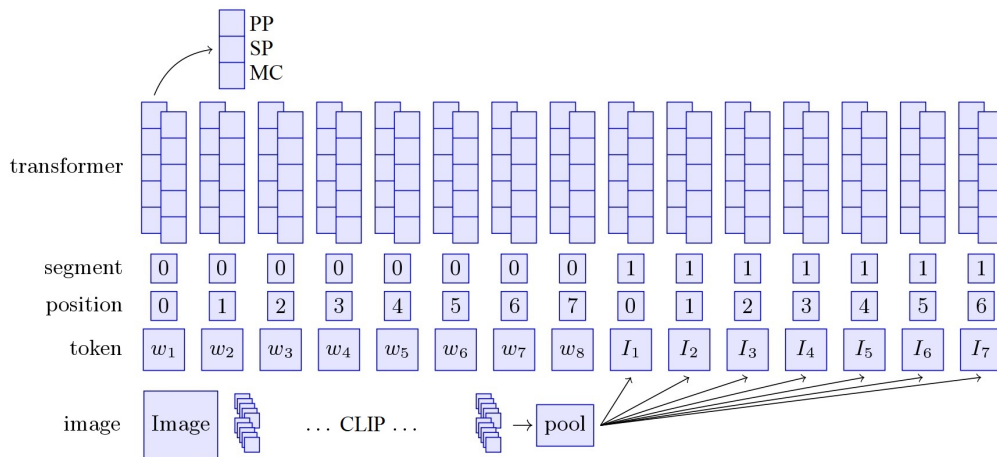 PP
SP
MC
transformer
segment 0 0 0 0 0 0 0 0 1 1 1 1 1 1 1
position 0 1 2 3 4 5 6 7 0 1 2 3 4 5 6
token w₁ w₂ w₃ w₄ w₅ w₆ w₇ w₈ I₁ I₂ I₃ I₄ I₅ I₆ I₇
image Image ... CLIP ... → pool